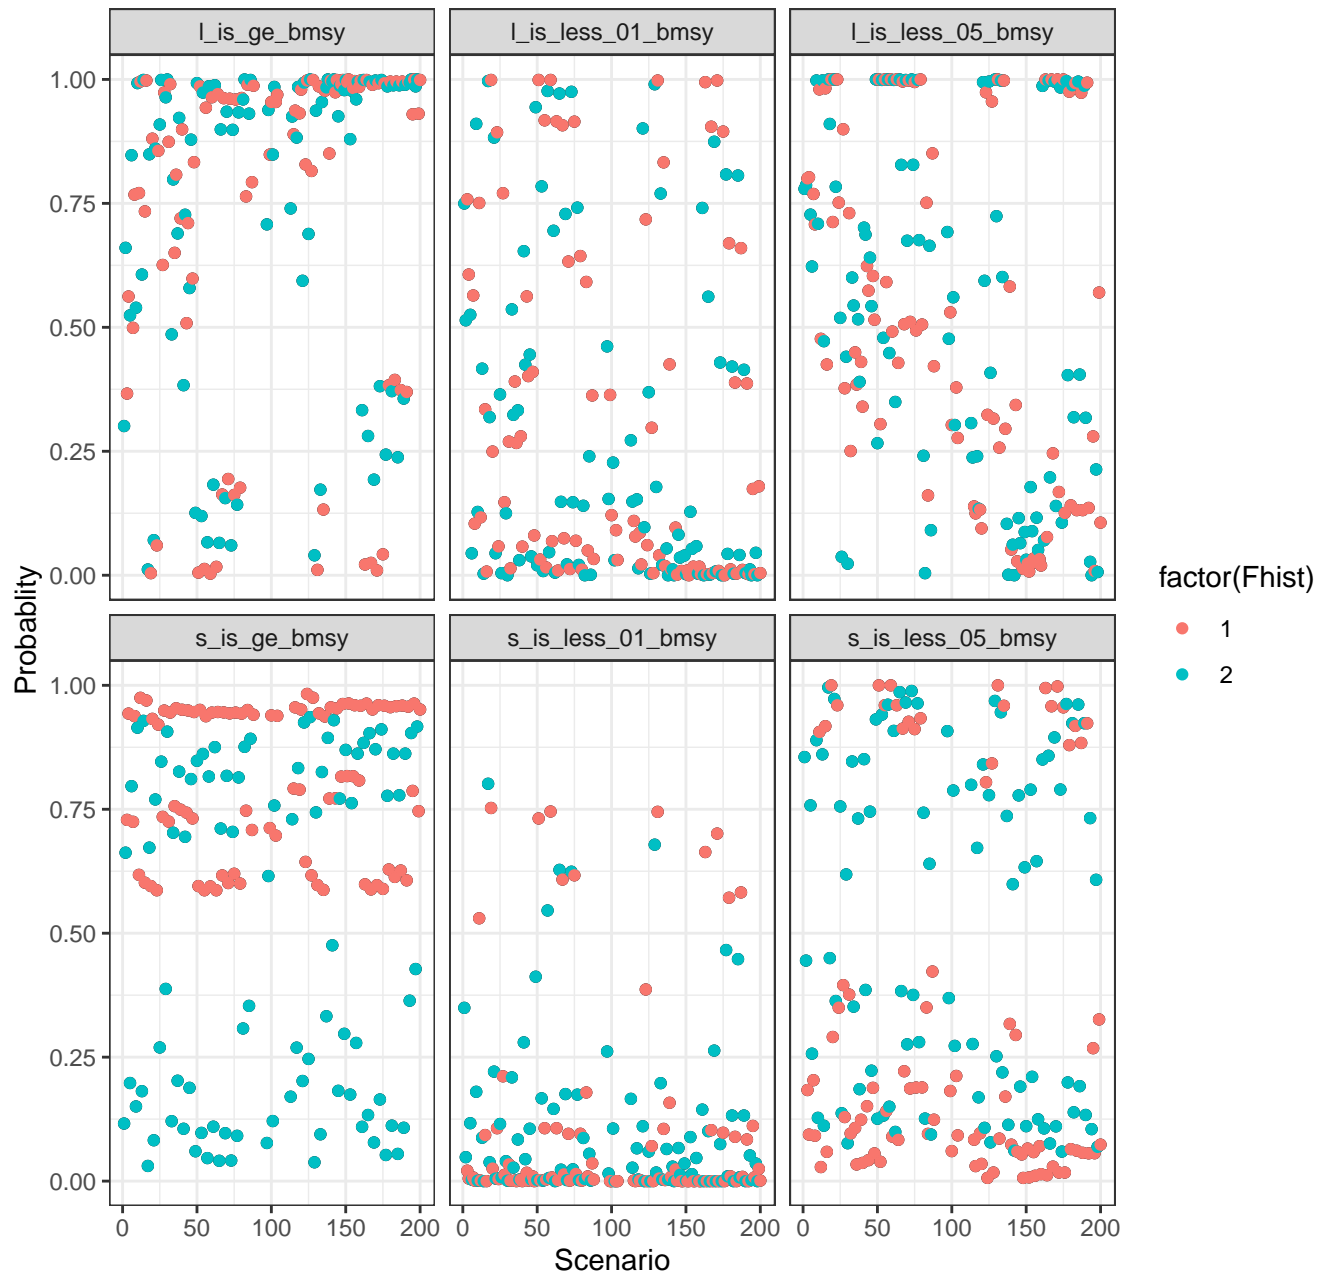 l_is_ge_bmsy l_is_less_01_bmsy l_is_less_05_bmsy
1.00
0.75
0.50
0.25
0.00
s_is_ge_bmsy s_is_less_01_bmsy s_is_less_05_bmsy
1.00
0.75
0.50
0.25
0.00
0 50 100 150 200 0 50 100 150 200 0 50 100 150 200
Scenario
Probablity
factor(Fhist)
1
2